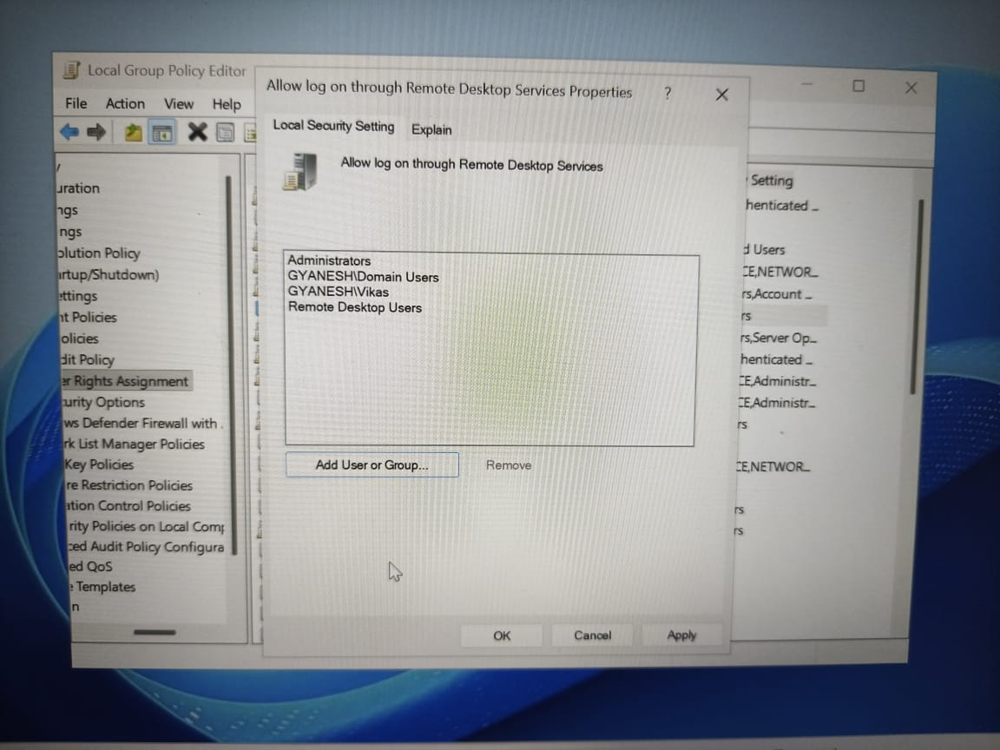 Local Group Policy Editor
File Action View Help
Allow log on through Remote Desktop Services Properties ?
Local Security Setting Explain
Allow log on through Remote Desktop Services
Administrators
GYANESH\Domain Users
GYANESH\Vikas
Remote Desktop Users
Add User or Group... Remove
OK Cancel Apply
/
uration
ngs
ngs
olution Policy
artup/Shutdown)
ettings
nt Policies
olicies
dit Policy
er Rights Assignment
curity Options
ws Defender Firewall with .
rk List Manager Policies
Key Policies
re Restriction Policies
ation Control Policies
rity Policies on Local Comp
ced Audit Policy Configura
ed QoS
e Templates
n
Setting
henticated ...
d Users
CE,NETWOR...
rs,Account ...
rs
rs,Server Op...
henticated ...
CE,Administr...
CE,Administr...
rs
CE,NETWOR...
rs
rs